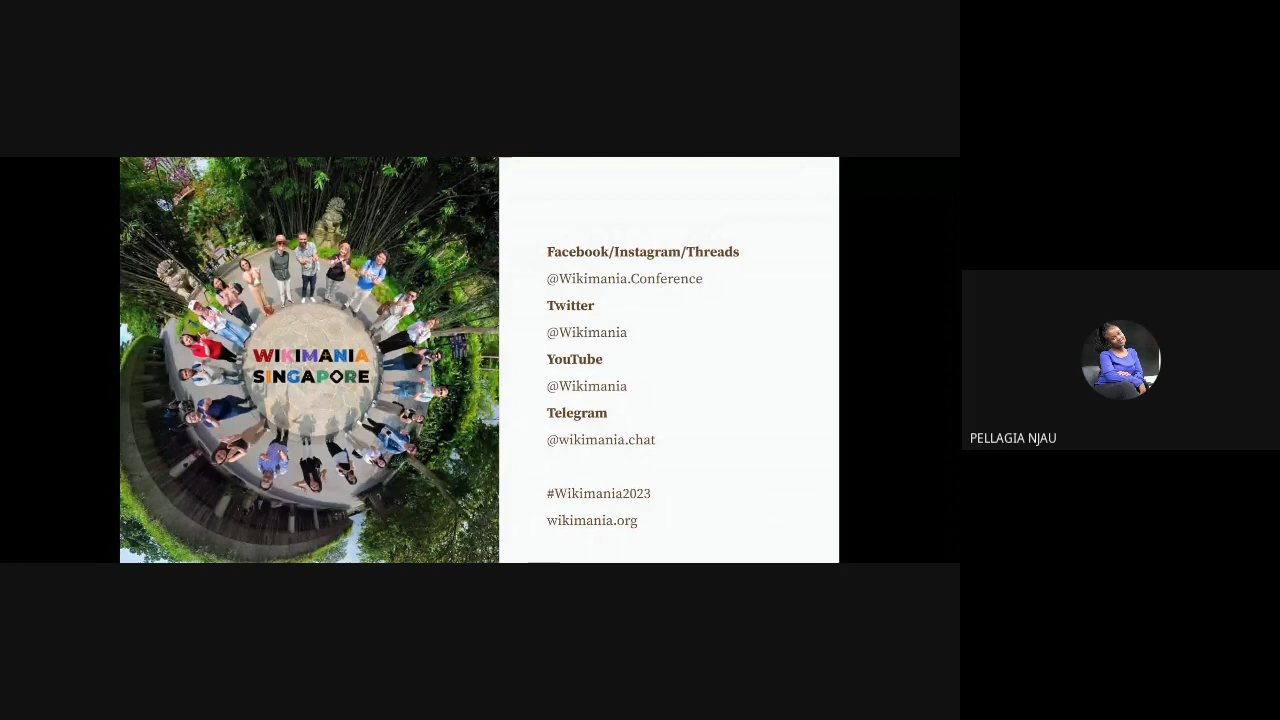 WIKIMANIA
SINGAPORE
Facebook/Instagram/Threads
@Wikimania.Conference
Twitter
@Wikimania
YouTube
@Wikimania
Telegram
@wikimania.chat
#Wikimania2023
wikimania.org
PELLAGIA NJAU